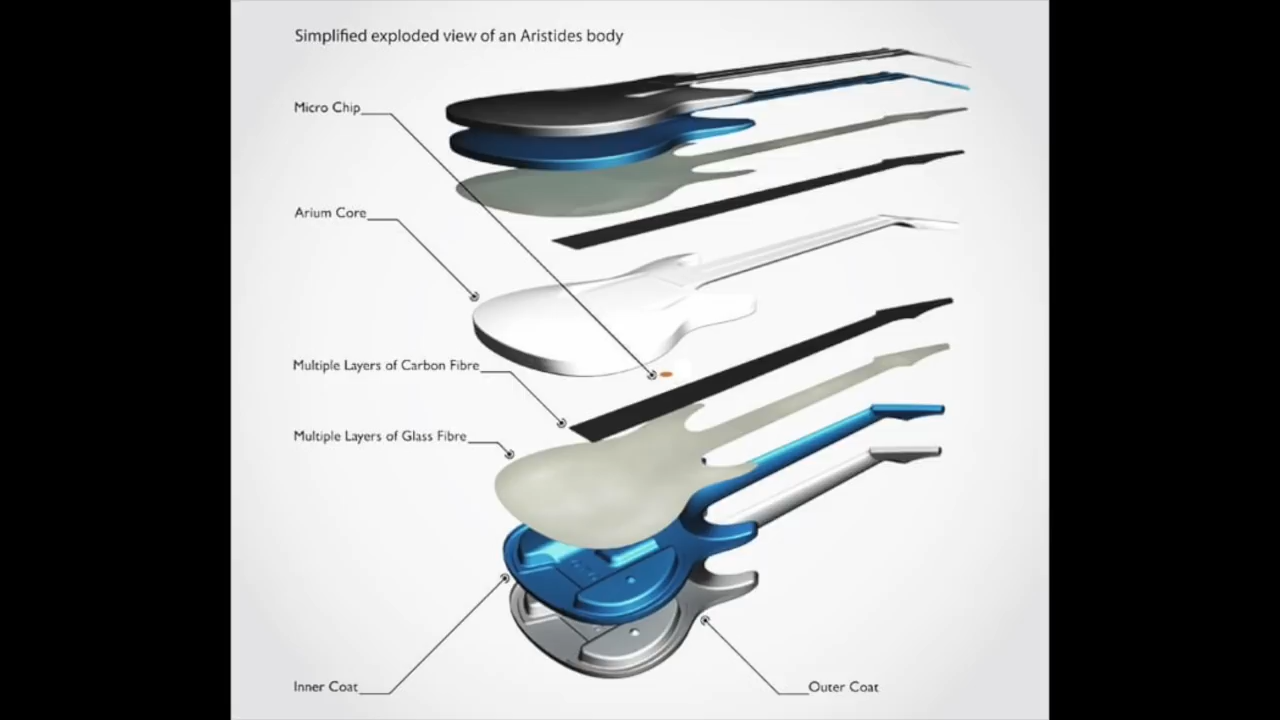 Simplified exploded view of an Aristides body
Micro Chip
Arium Core
Multiple Layers of Carbon Fibre
Multiple Layers of Glass Fibre
Inner Coat
Outer Coat